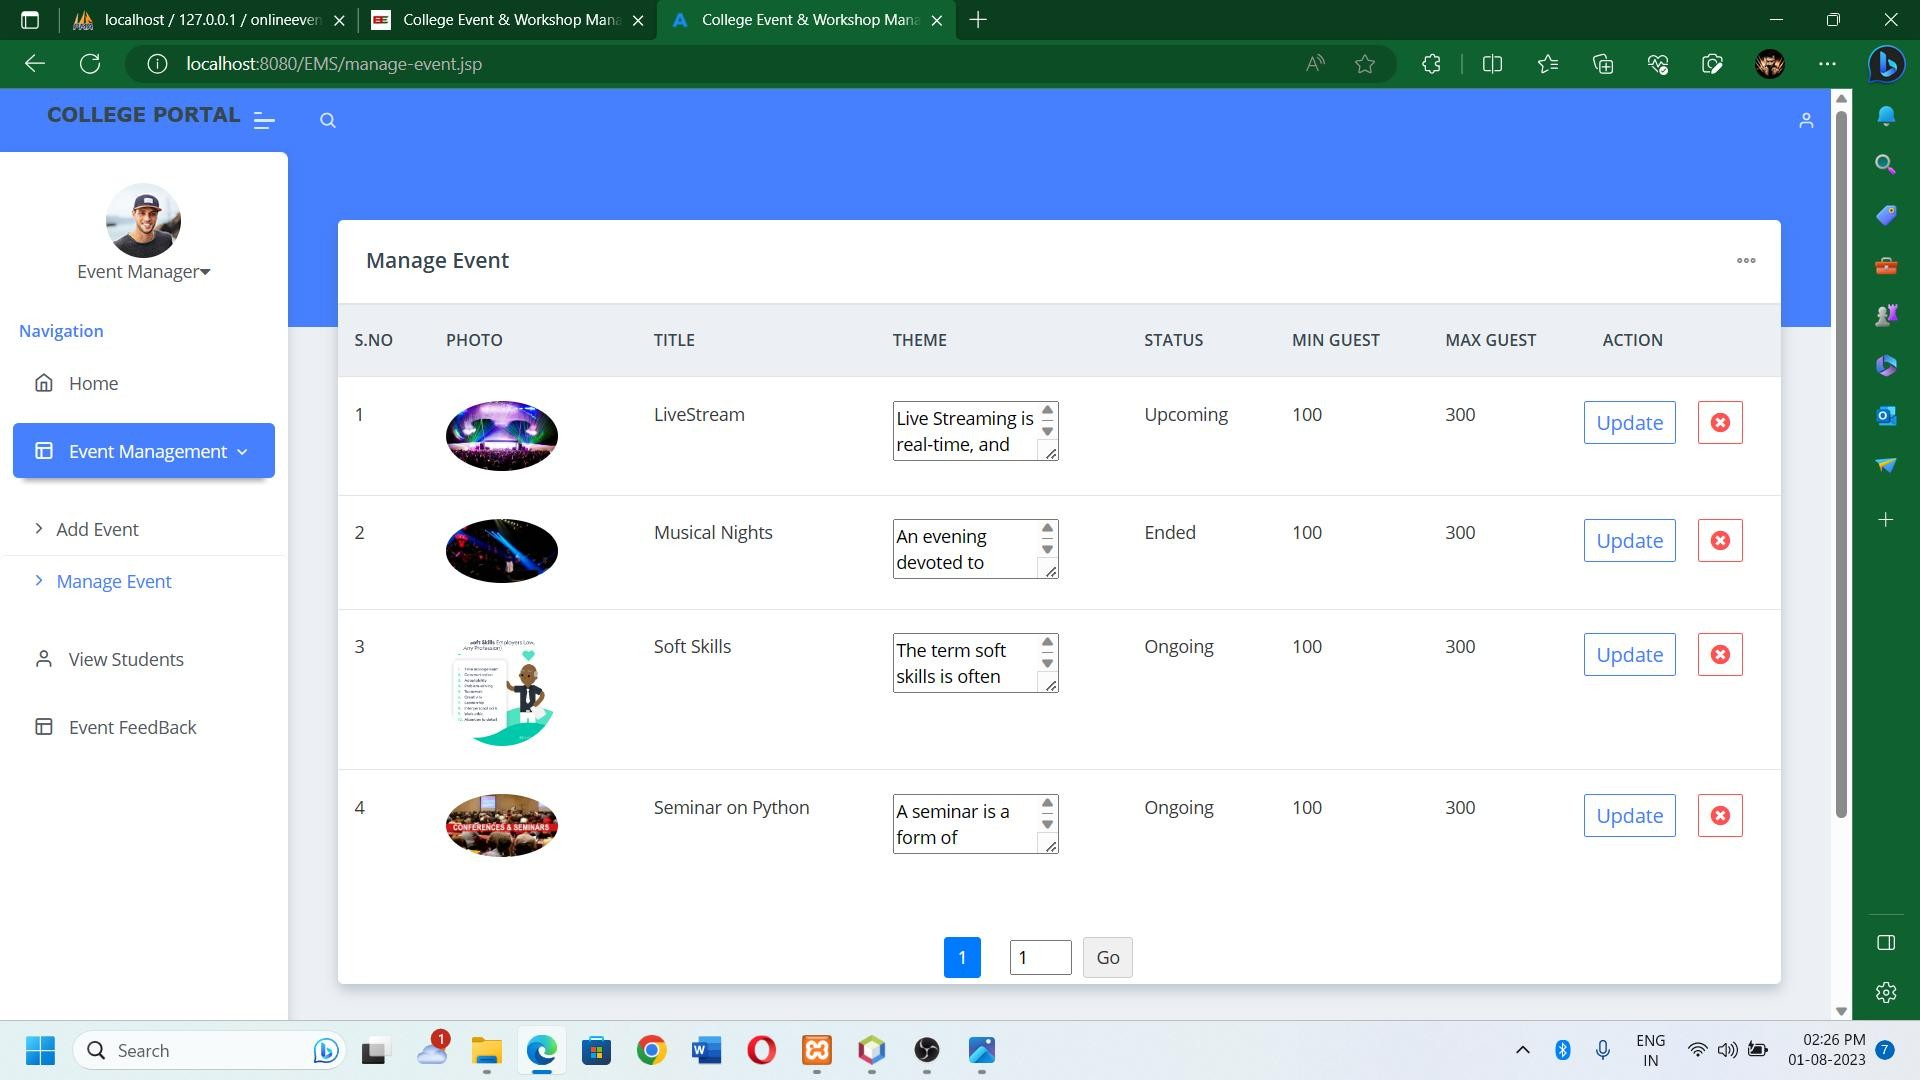 localhost / 127.0.0.1 / onlineeven
College Event & Workshop Mana
College Event & Workshop Mana
localhost:8080/EMS/manage-event.jsp
COLLEGE PORTAL
Event Manager
Navigation
Home
Event Management
Add Event
Manage Event
View Students
Event FeedBack
Manage Event
S.NO PHOTO TITLE THEME STATUS MIN GUEST MAX GUEST ACTION
1 LiveStream Live Streaming is Upcoming 100 300 Update
real-time, and
2 Musical Nights An evening Ended 100 300 Update
devoted to
3 Soft Skills The term soft Ongoing 100 300 Update
skills is often
4 Seminar on Python A seminar is a Ongoing 100 300 Update
form of
CONFERENCES & SEMINARS
1 1 Go
Search
1
ENG
IN
02:26 PM
01-08-2023
7